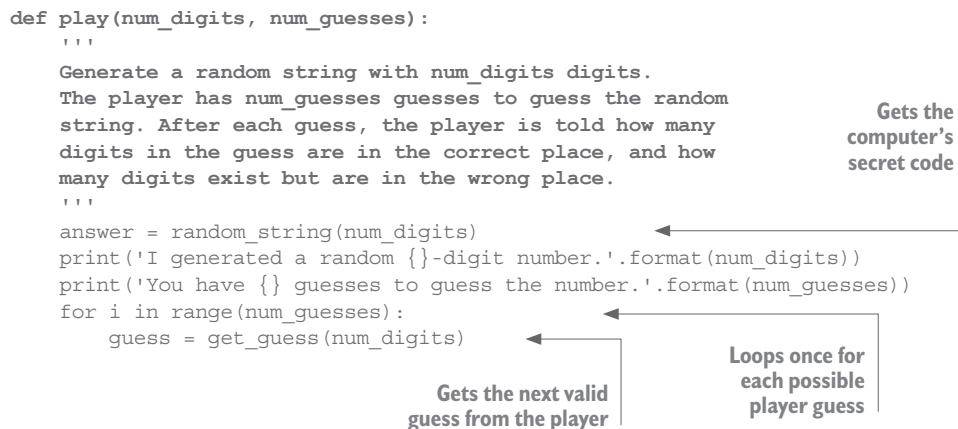 def play(num_digits, num_guesses):
    '''
    Generate a random string with num_digits digits.
    The player has num_guesses guesses to guess the random
    string. After each guess, the player is told how many
    digits in the guess are in the correct place, and how
    many digits exist but are in the wrong place.
    '''
Gets the
computer's
secret code
    answer = random_string(num_digits)
    print('I generated a random {}-digit number.'.format(num_digits))
    print('You have {} guesses to guess the number.'.format(num_guesses))
    for i in range(num_guesses):
        guess = get_guess(num_digits)
Gets the next valid
guess from the player
Loops once for
each possible
player guess